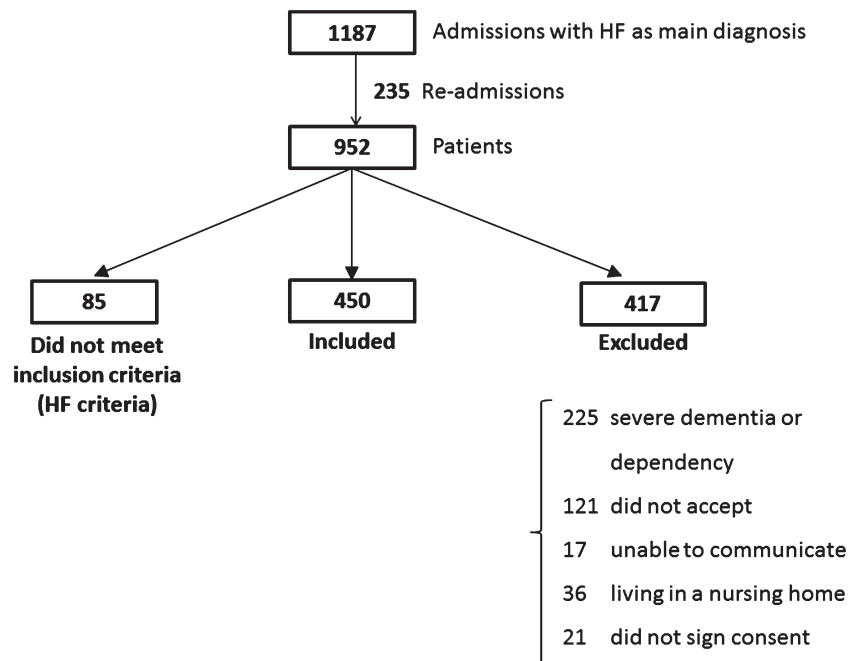 1187 Admissions with HF as main diagnosis
235 Re-admissions
952 Patients
85
Did not meet
inclusion criteria
(HF criteria)
450
Included
417
Excluded
225 severe dementia or
dependency
121 did not accept
17 unable to communicate
36 living in a nursing home
21 did not sign consent